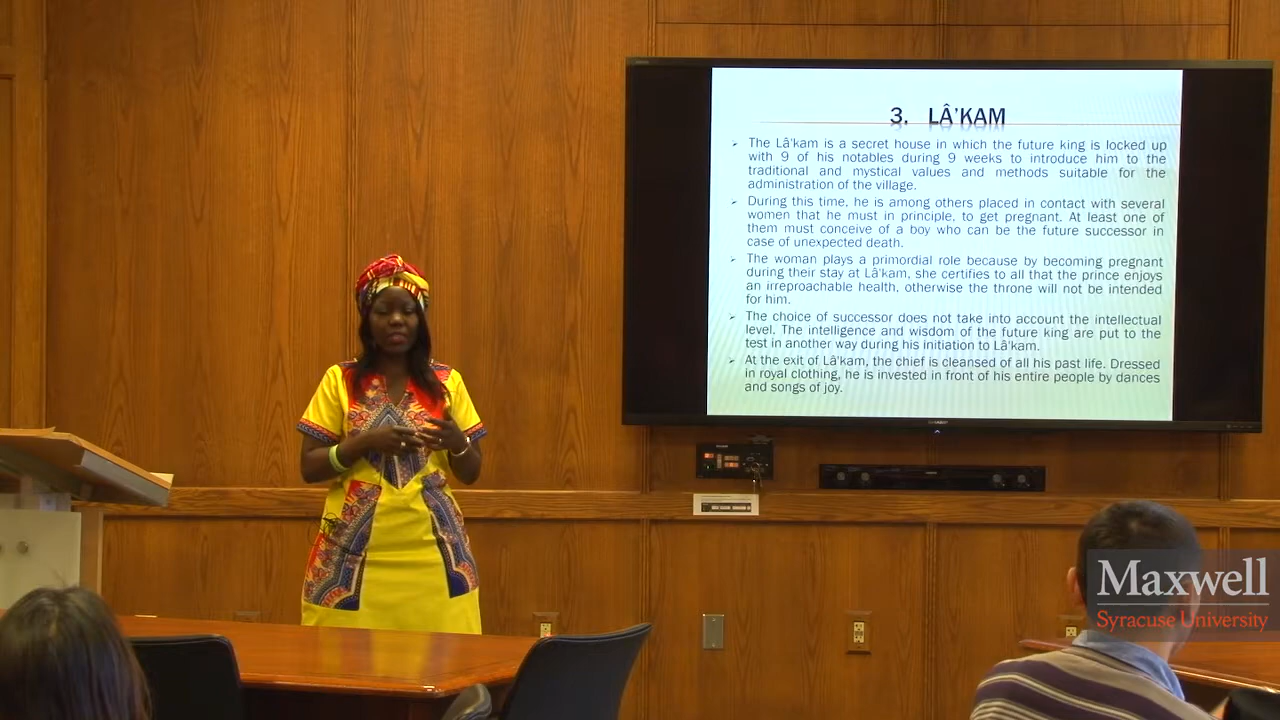 3. LÂ'KAM
➢ The Lâ'kam is a secret house in which the future king is locked up
with 9 of his notables during 9 weeks to introduce him to the
traditional and mystical values and methods suitable for the
administration of the village.
➢ During this time, he is among others placed in contact with several
women that he must in principle, to get pregnant. At least one of
them must conceive of a boy who can be the future successor in
case of unexpected death.
➢ The woman plays a primordial role because by becoming pregnant
during their stay at Lâ'kam, she certifies to all that the prince enjoys
an irreproachable health, otherwise the throne will not be intended
for him.
➢ The choice of successor does not take into account the intellectual
level. The intelligence and wisdom of the future king are put to the
test in another way during his initiation to Lâ'kam.
➢ At the exit of Lâ'kam, the chief is cleansed of all his past life. Dressed
in royal clothing, he is invested in front of his entire people by dances
and songs of joy.
Maxwell
Syracuse University